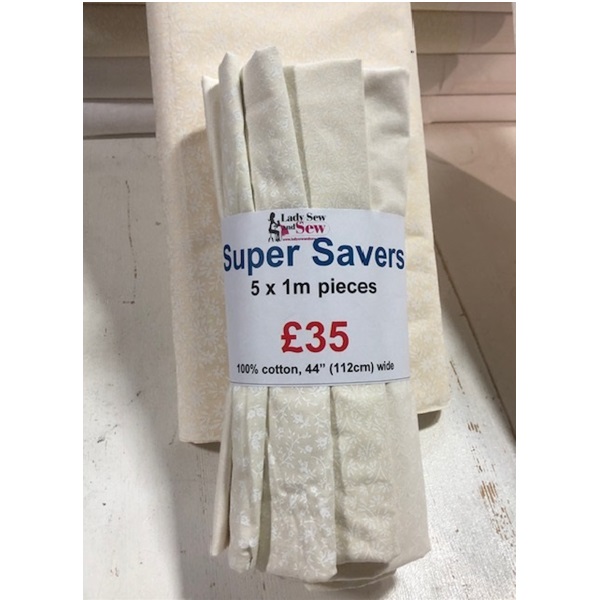 Lady Sew
and Sew
Super Savers
5 x 1m pieces
£35
100% cotton, 44” (112cm) wide